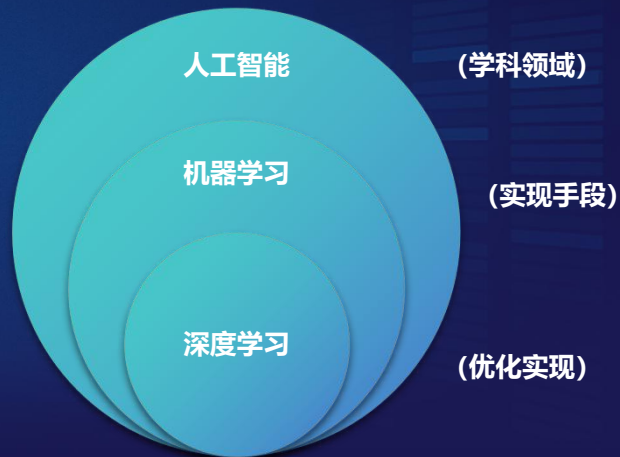 人工智能 (学科领域)
机器学习
(实现手段)
深度学习
(优化实现)